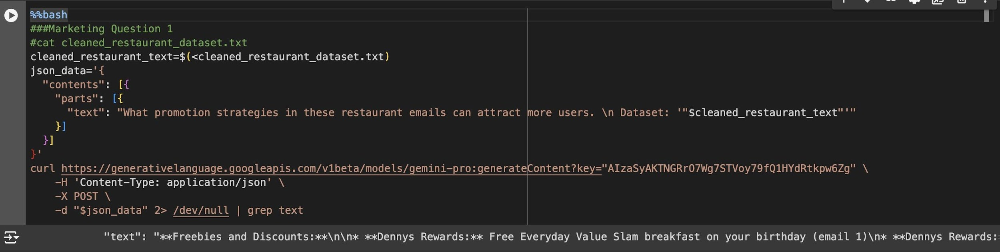 %%bash
###Marketing Question 1
#cat cleaned_restaurant_dataset.txt
cleaned_restaurant_text=$(<cleaned_restaurant_dataset.txt)
json_data='{
  "contents": [{
    "parts": [{
      "text": "What promotion strategies in these restaurant emails can attract more users. \n Dataset: '"$cleaned_restaurant_text"'"
    }]
  }]
}'
curl https://generativelanguage.googleapis.com/v1beta/models/gemini-pro:generateContent?key="AIzaSyAKTNGRrO7Wg7STVoy79fQ1HYdRtkpw6Zg" \
    -H 'Content-Type: application/json' \
    -X POST \
    -d "$json_data" 2> /dev/null | grep text
"text": "**Freebies and Discounts:**\n\n* **Dennys Rewards:** Free Everyday Value Slam breakfast on your birthday (email 1)\n* **Dennys Rewards: